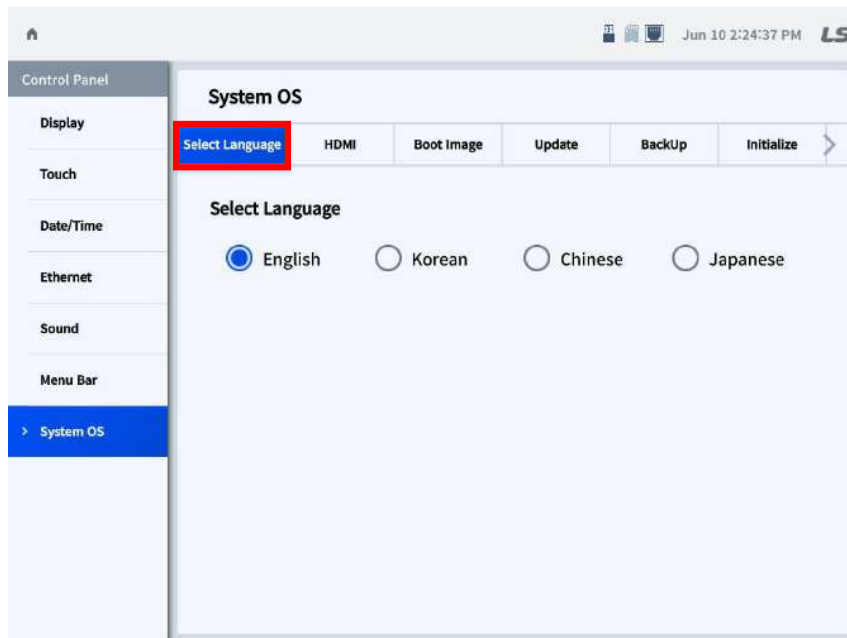 Jun 10 2:24:37 PM LS
Control Panel
Display
Touch
Date/Time
Ethernet
Sound
Menu Bar
> System OS
System OS
Select Language HDMI Boot Image Update BackUp Initialize >
Select Language
English Korean Chinese Japanese